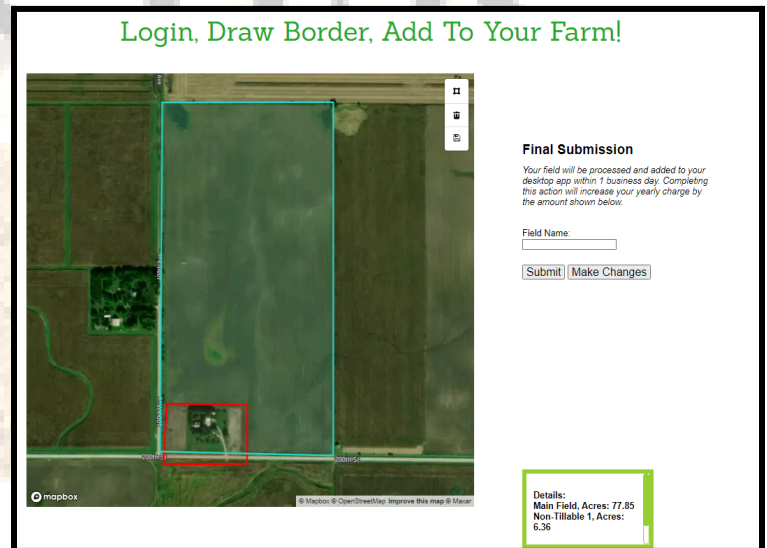 Login, Draw Border, Add To Your Farm!
Ave
200th St
200th St
mapbox
© Mapbox © OpenStreetMap Improve this map © Maxar
Final Submission
Your field will be processed and added to your
desktop app within 1 business day. Completing
this action will increase your yearly charge by
the amount shown below.
Field Name:
Submit Make Changes
Details:
Main Field, Acres: 77.85
Non-Tillable 1, Acres:
6.36